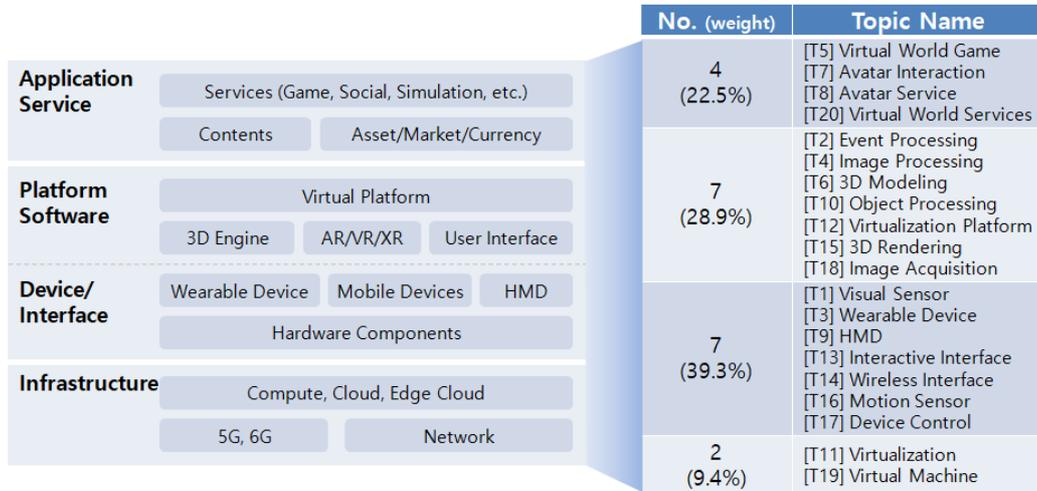 Application
Service
Services (Game, Social, Simulation, etc.)
Contents
Asset/Market/Currency
Platform
Software
Virtual Platform
3D Engine
AR/VR/XR
User Interface
Device/
Interface
Wearable Device
Mobile Devices
HMD
Hardware Components
Infrastructure
Compute, Cloud, Edge Cloud
5G, 6G
Network
No. (weight)
Topic Name
4
(22.5%)
[T5] Virtual World Game
[T7] Avatar Interaction
[T8] Avatar Service
[T20] Virtual World Services
7
(28.9%)
[T2] Event Processing
[T4] Image Processing
[T6] 3D Modeling
[T10] Object Processing
[T12] Virtualization Platform
[T15] 3D Rendering
[T18] Image Acquisition
7
(39.3%)
[T1] Visual Sensor
[T3] Wearable Device
[T9] HMD
[T13] Interactive Interface
[T14] Wireless Interface
[T16] Motion Sensor
[T17] Device Control
2
(9.4%)
[T11] Virtualization
[T19] Virtual Machine